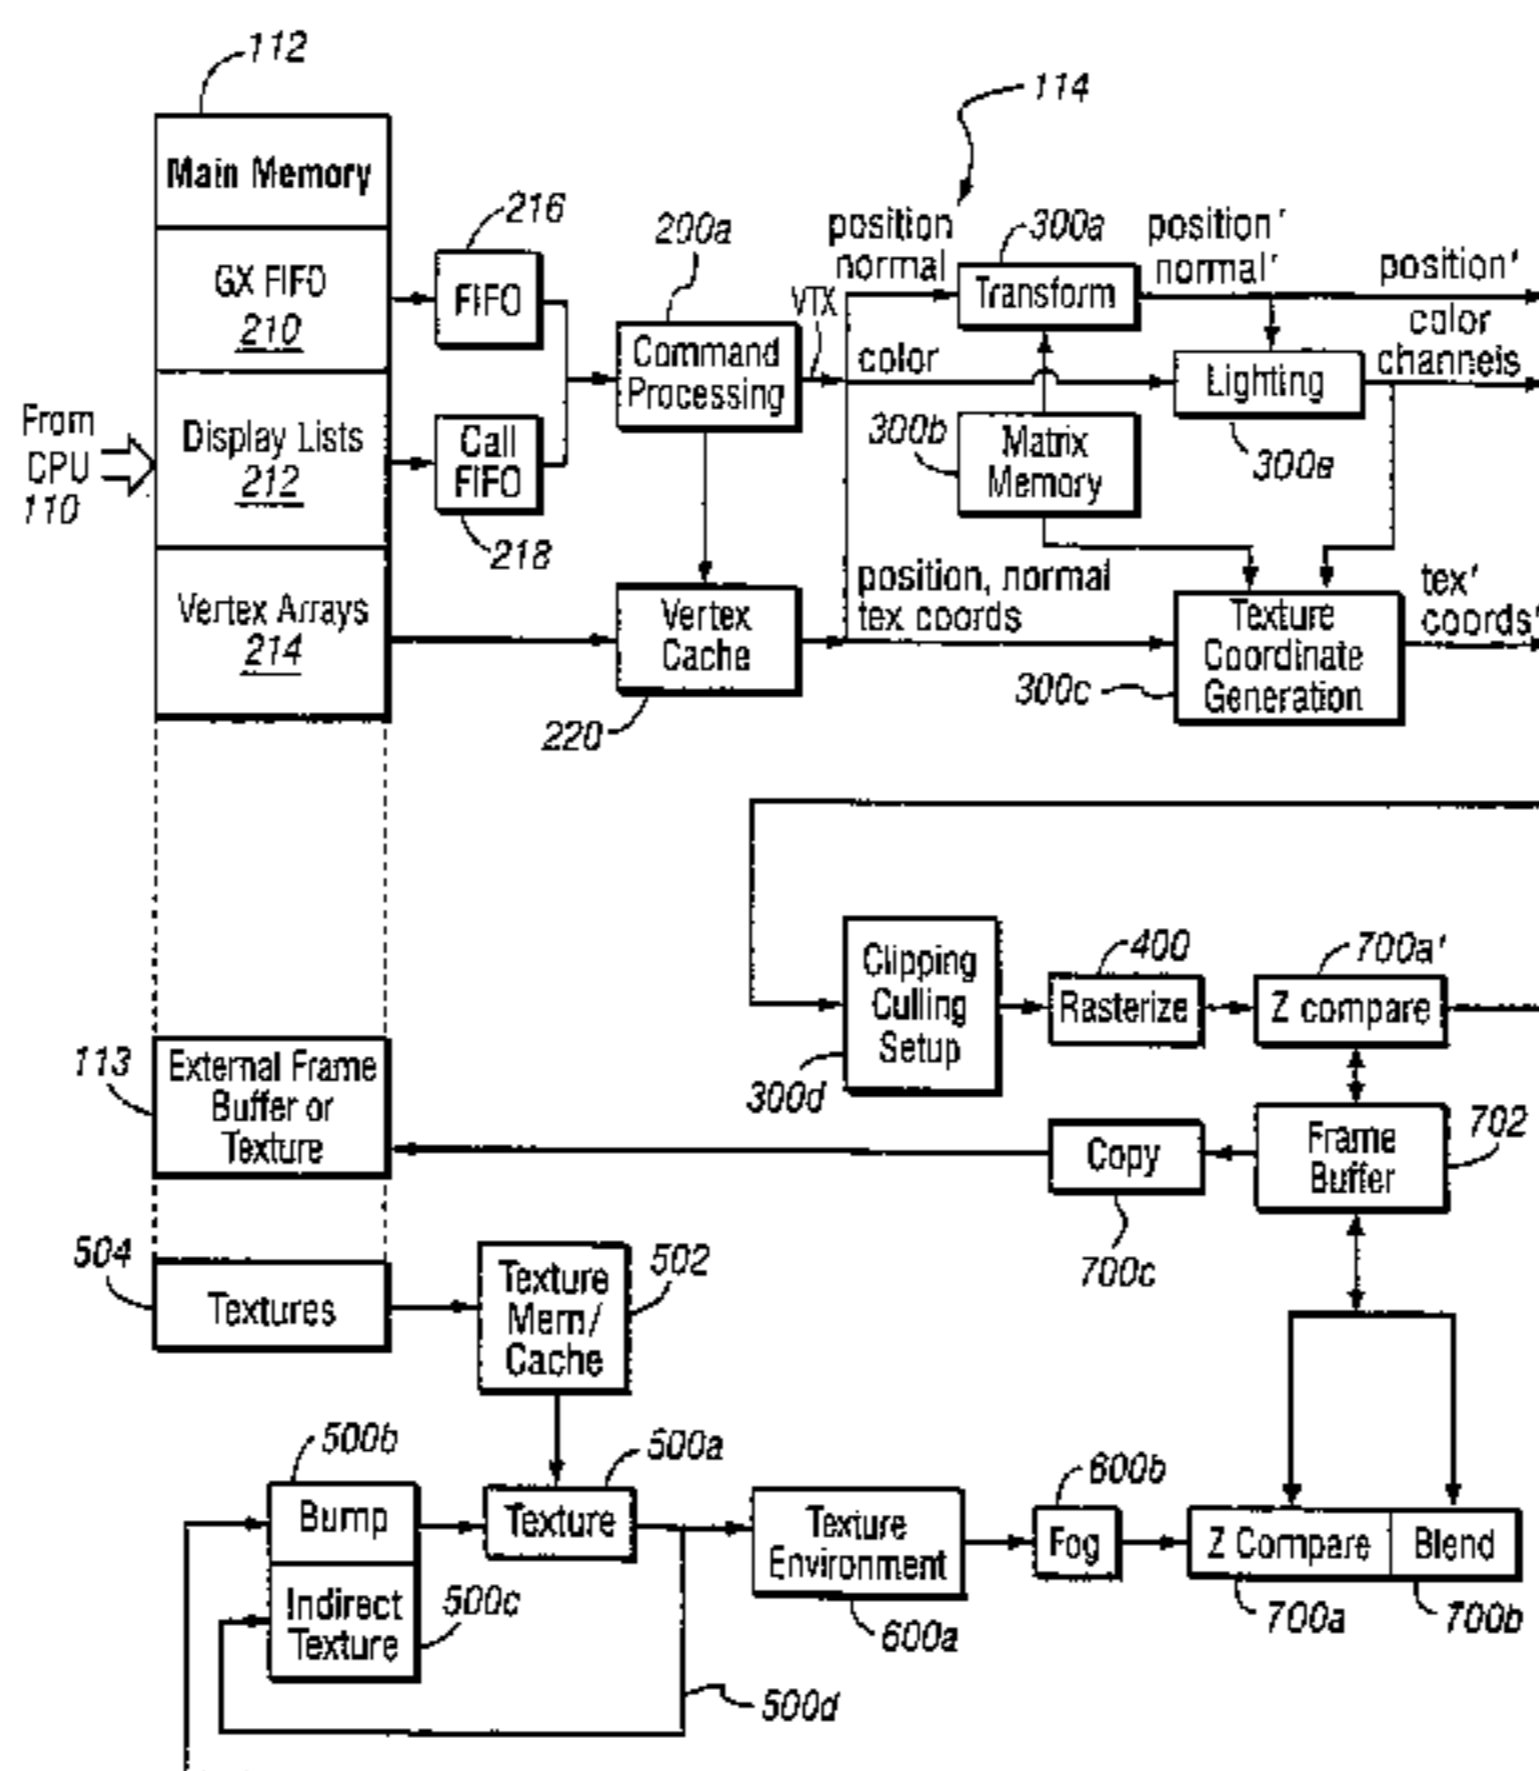 112
114
Main Memory
GX FIFO
210
Display Lists
212
Vertex Arrays
214
From
CPU
110
216
FIFO
Call
FIFO
218
200a
Command
Processing
VTX
Vertex
Cache
220
position
normal
300a
Transform
position'
normal'
position'
color
color
channels
Lighting
300e
300b
Matrix
Memory
position, normal
tex coords
Texture
Coordinate
Generation
300c
tex'
coords'
Clipping
Culling
Setup
300d
400
Rasterize
700a'
Z compare
113
External Frame
Buffer or
Texture
Copy
700c
Frame
Buffer
702
504
Textures
Texture
Mem/
Cache
502
500b
Bump
Indirect
Texture
500c
500a
Texture
500d
Texture
Environment
600a
600b
Fog
Z Compare
700a
Blend
700b